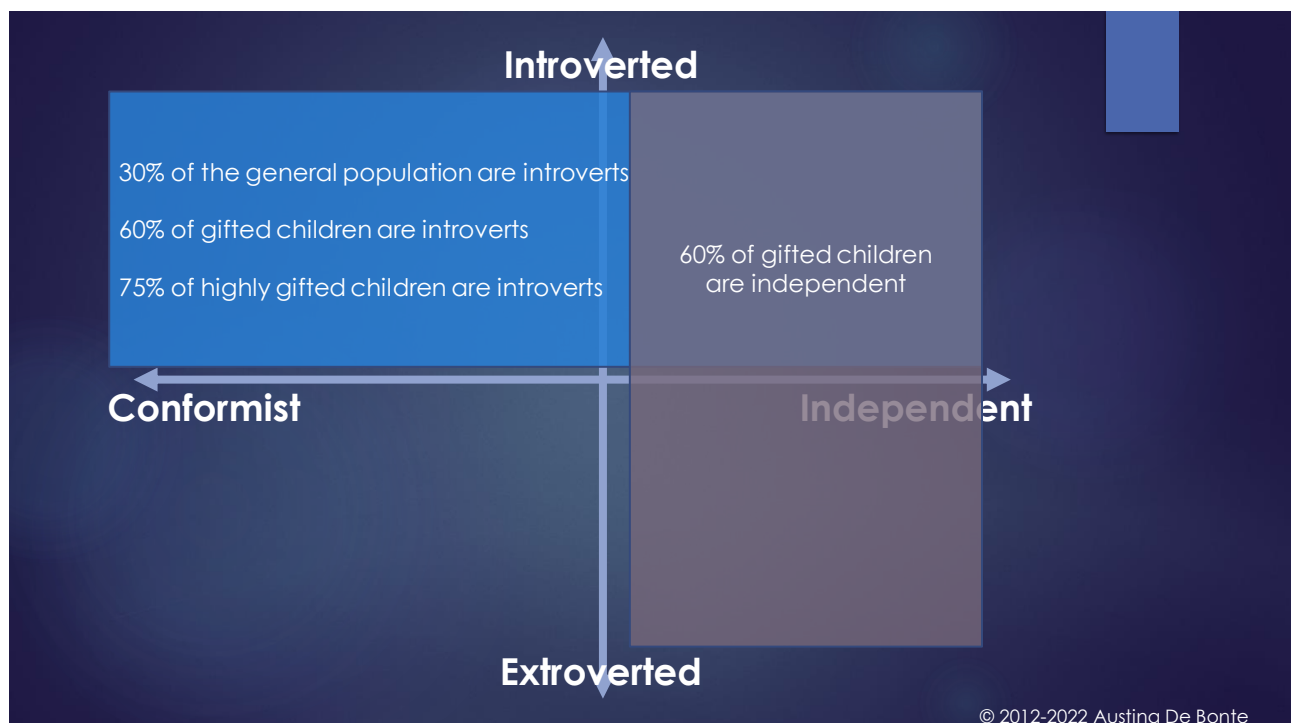 Introverted
30% of the general population are introverts
60% of gifted children are introverts
75% of highly gifted children are introverts
60% of gifted children
are independent
Conformist
Independent
Extroverted
© 2012-2022 Austina De Bonte